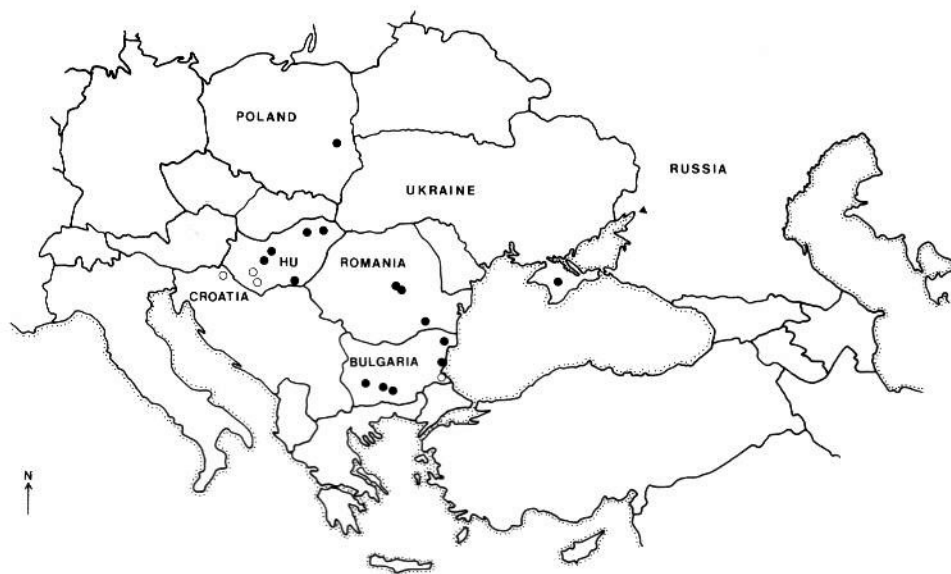 POLAND
RUSSIA
UKRAINE
HU
ROMANIA
CROATIA
BULGARIA
N